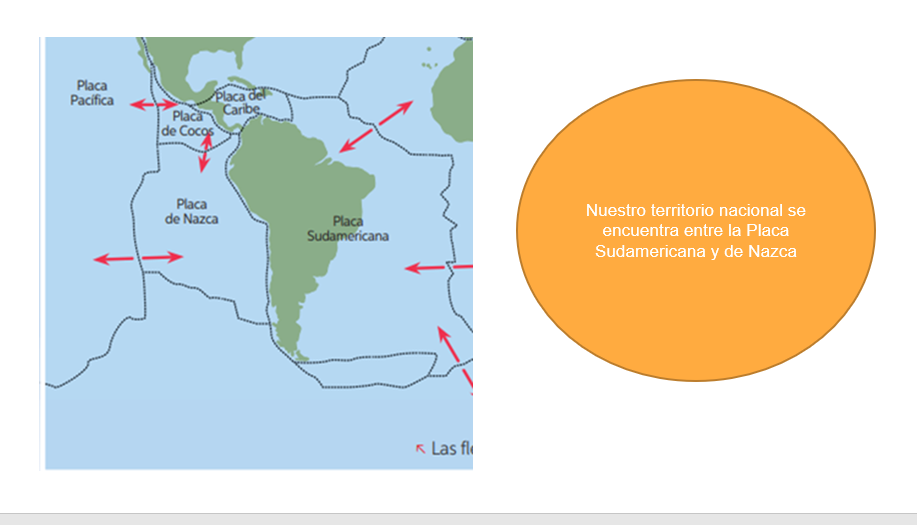 Placa
Pacífica
Placa del
Caribe
Placa
de Cocos
Placa
de Nazca
Placa
Sudamericana
Las
Nuestro territorio nacional se
encuentra entre la Placa
Sudamericana y de Nazca